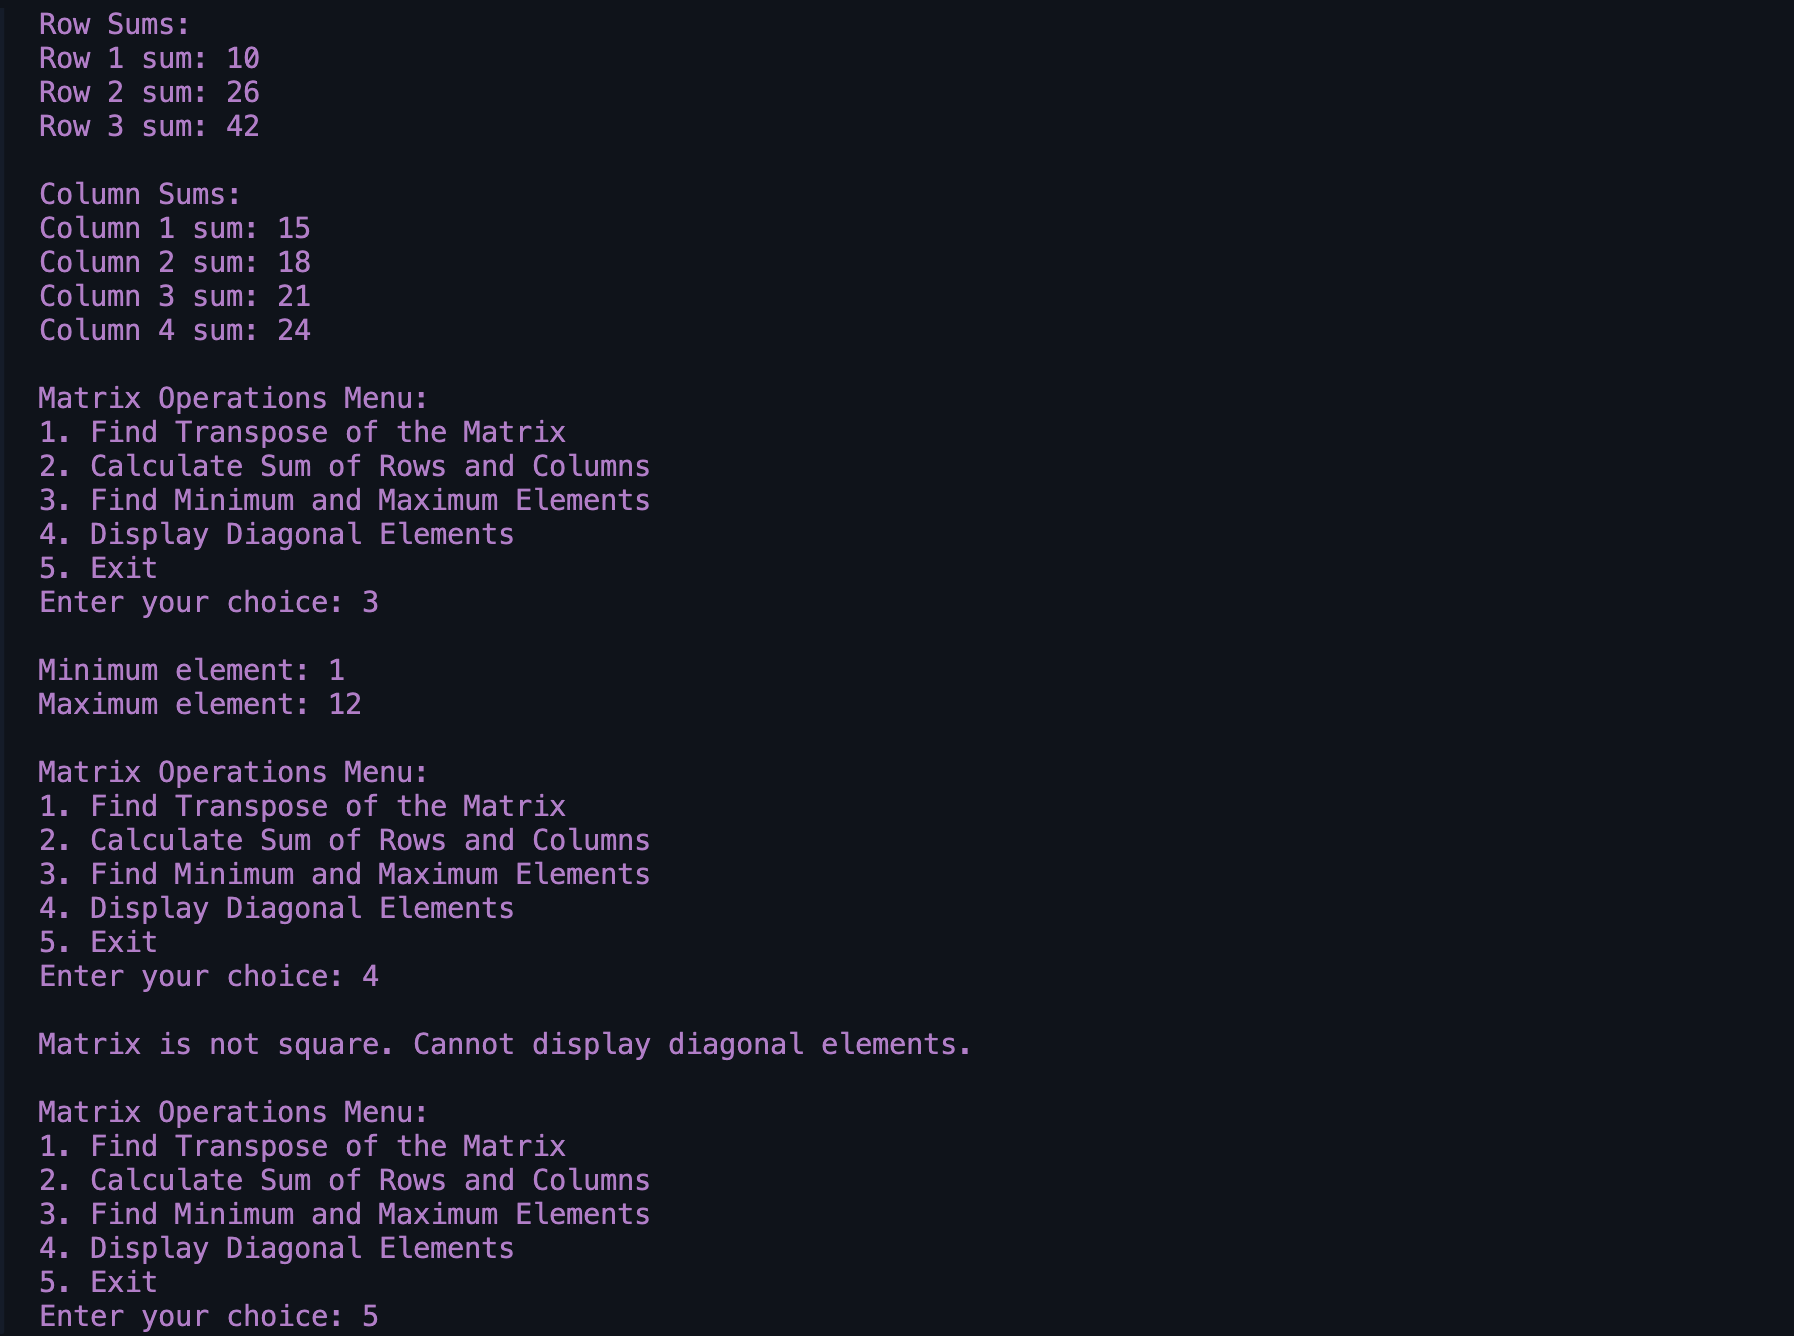 Row Sums:
Row 1 sum: 10
Row 2 sum: 26
Row 3 sum: 42
Column Sums:
Column 1 sum: 15
Column 2 sum: 18
Column 3 sum: 21
Column 4 sum: 24
Matrix Operations Menu:
1. Find Transpose of the Matrix
2. Calculate Sum of Rows and Columns
3. Find Minimum and Maximum Elements
4. Display Diagonal Elements
5. Exit
Enter your choice: 3
Minimum element: 1
Maximum element: 12
Matrix Operations Menu:
1. Find Transpose of the Matrix
2. Calculate Sum of Rows and Columns
3. Find Minimum and Maximum Elements
4. Display Diagonal Elements
5. Exit
Enter your choice: 4
Matrix is not square. Cannot display diagonal elements.
Matrix Operations Menu:
1. Find Transpose of the Matrix
2. Calculate Sum of Rows and Columns
3. Find Minimum and Maximum Elements
4. Display Diagonal Elements
5. Exit
Enter your choice: 5